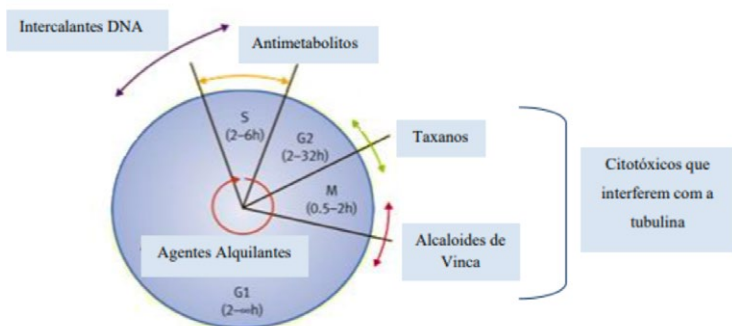 Intercalantes DNA
Antimetabolitos
S
(2–6h)
G2
(2–32h)
Taxanos
M
(0.5–2h)
Citotóxicos que
interferem com a
tubulina
Agentes Alquilantes
Alcaloides de
Vinca
G1
(2–∞h)